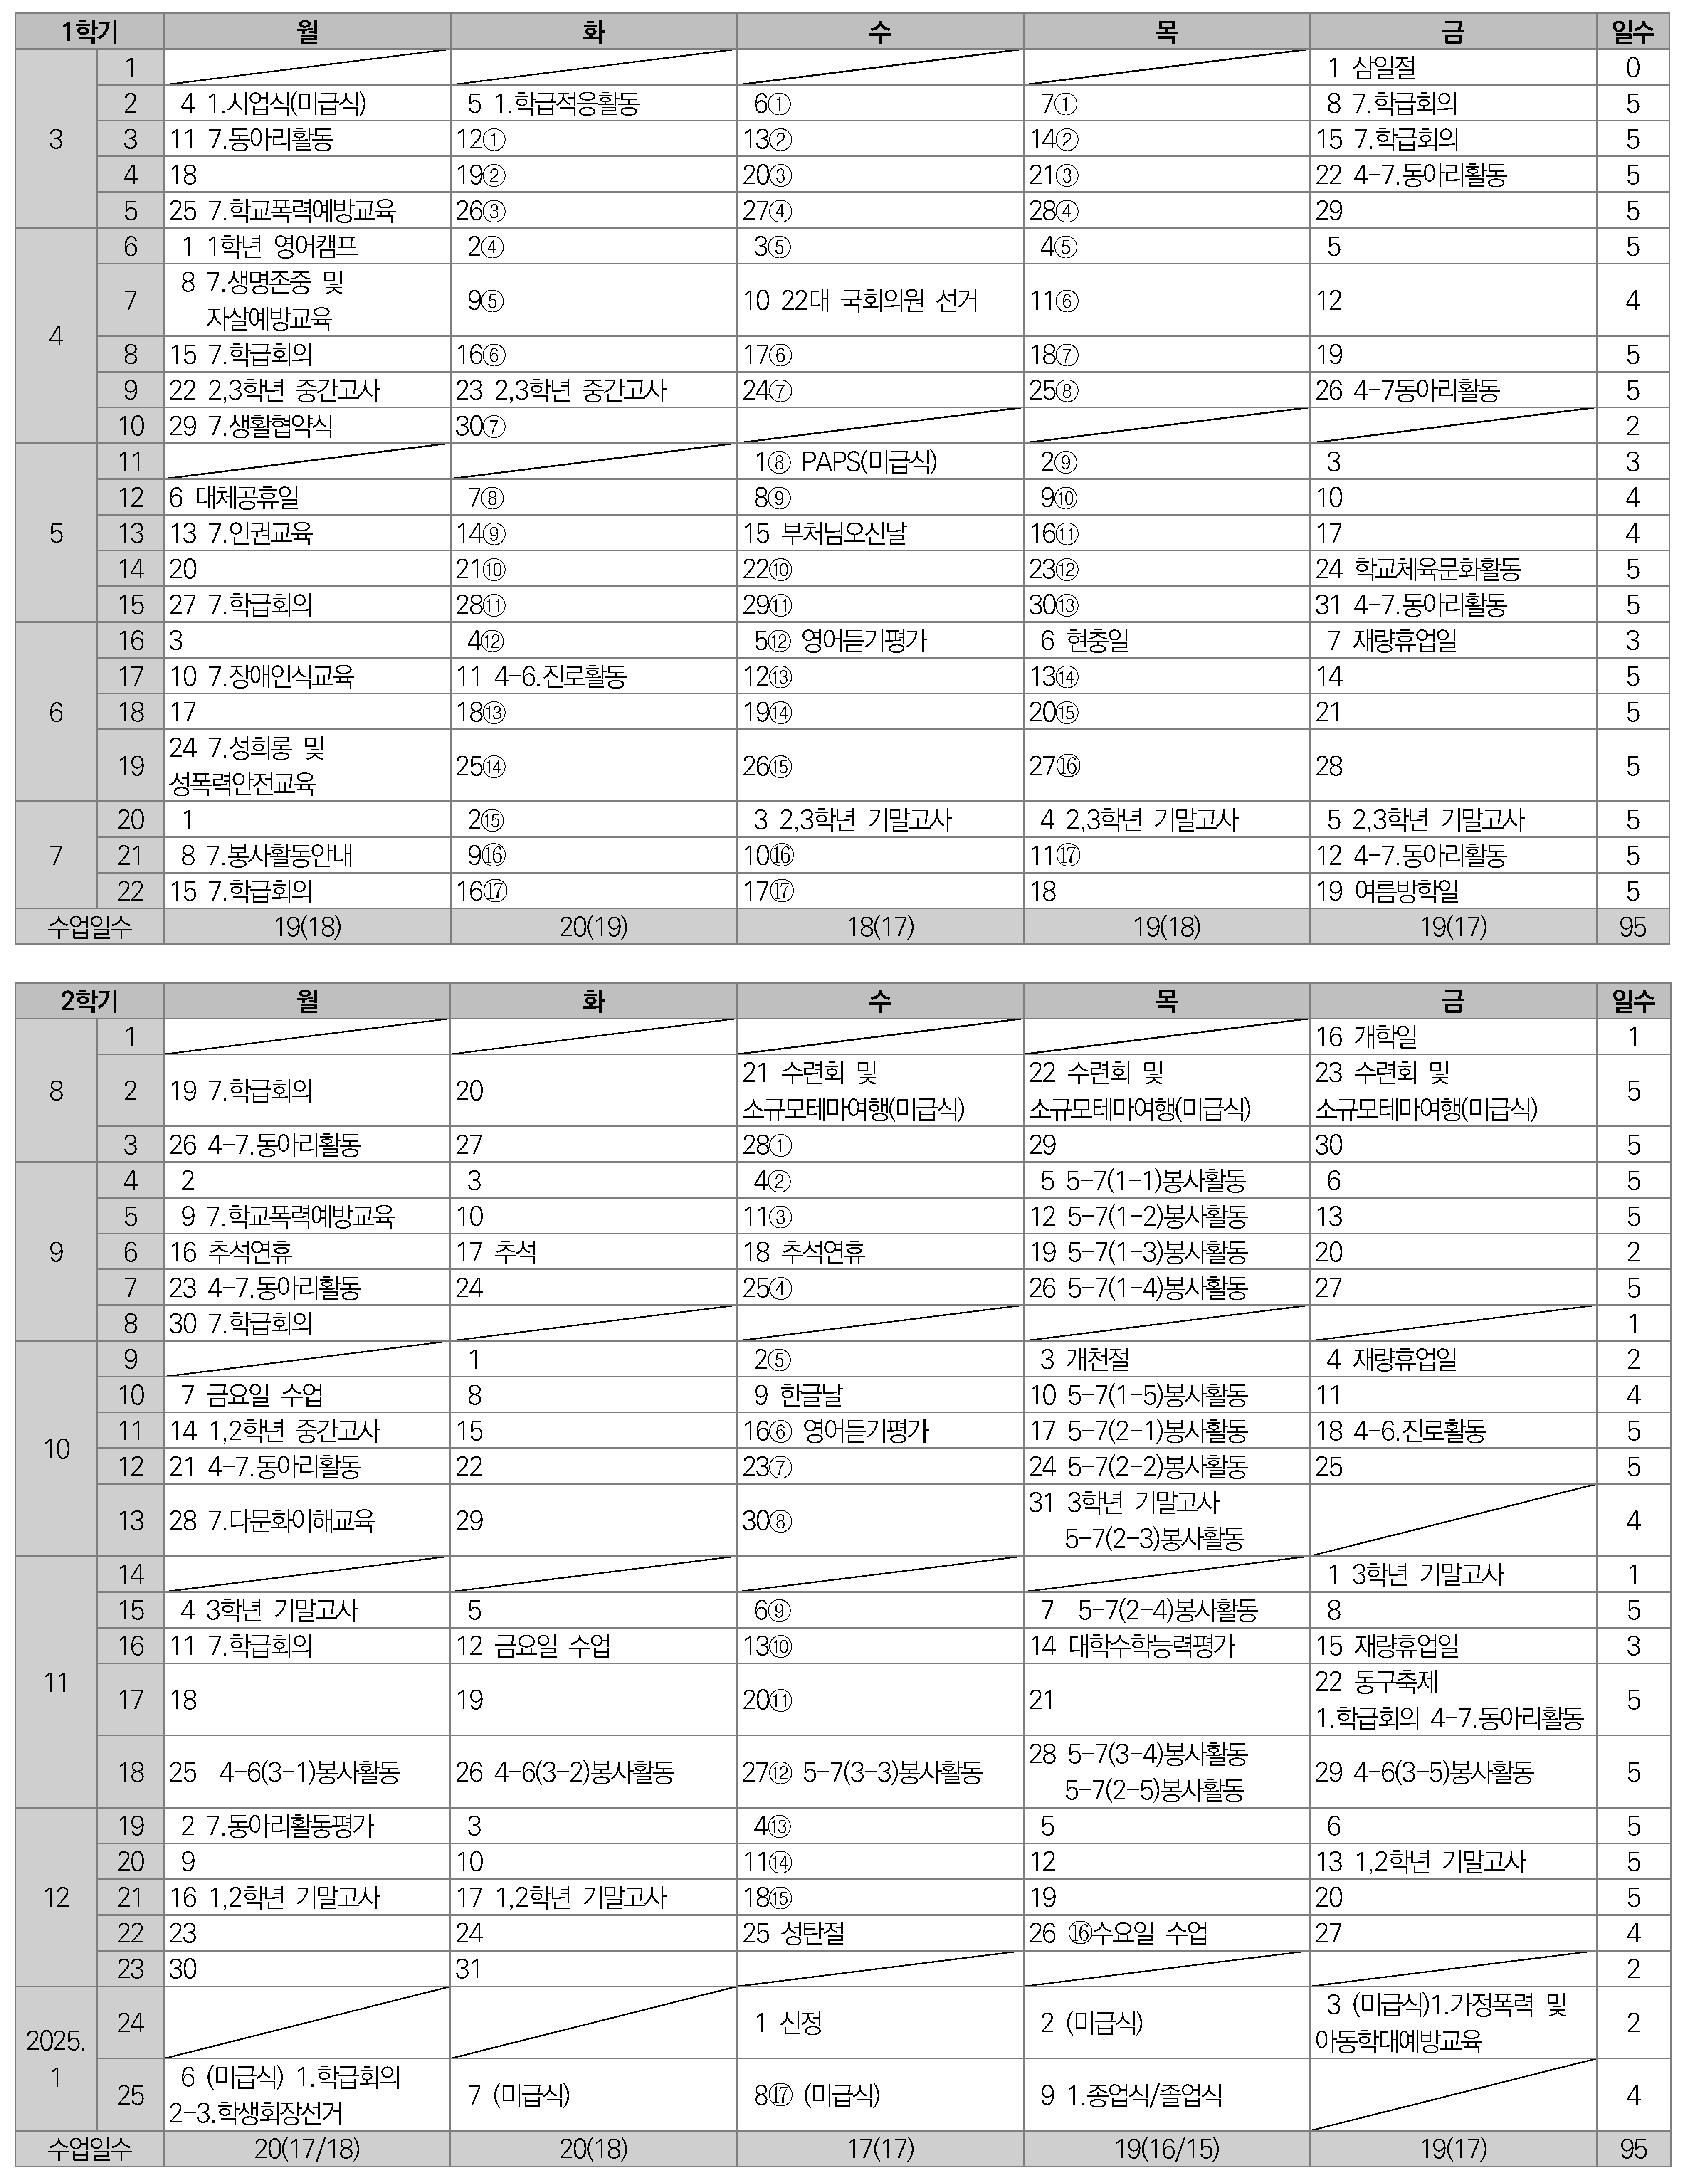 1학기 월 화 수 목 금 일수
3 1 1 삼일절 0
2 4 1.시업식(미급식) 5 1.학급적응활동 6① 7① 8 7.학급회의 5
3 11 7.동아리활동 12① 13② 14② 15 7.학급회의 5
4 18 19② 20③ 21③ 22 4-7.동아리활동 5
5 25 7.학교폭력예방교육 26③ 27④ 28④ 29 5
4 6 1 1학년 영어캠프 2④ 3⑤ 4⑤ 5 5
7 8 7.생명존중 및
자살예방교육 9⑤ 10 22대 국회의원 선거 11⑥ 12 4
8 15 7.학급회의 16⑥ 17⑥ 18⑦ 19 5
9 22 2,3학년 중간고사 23 2,3학년 중간고사 24⑦ 25⑧ 26 4-7동아리활동 5
10 29 7.생활협약식 30⑦ 2
5 11 1⑧ PAPS(미급식) 2⑨ 3 3
12 6 대체공휴일 7⑧ 8⑨ 9⑩ 10 4
13 13 7.인권교육 14⑨ 15 부처님오신날 16⑪ 17 4
14 20 21⑩ 22⑩ 23⑫ 24 학교체육문화활동 5
15 27 7.학급회의 28⑪ 29⑪ 30⑬ 31 4-7.동아리활동 5
6 16 3 4⑫ 5⑫ 영어듣기평가 6 현충일 7 재량휴업일 3
17 10 7.장애인식교육 11 4-6.진로활동 12⑬ 13⑭ 14 5
18 17 18⑬ 19⑭ 20⑮ 21 5
19 24 7.성희롱 및
성폭력안전교육 25⑭ 26⑮ 27⑯ 28 5
7 20 1 2⑮ 3 2,3학년 기말고사 4 2,3학년 기말고사 5 2,3학년 기말고사 5
21 8 7.봉사활동안내 9⑯ 10⑯ 11⑰ 12 4-7.동아리활동 5
22 15 7.학급회의 16⑰ 17⑰ 18 19 여름방학일 5
수업일수 19(18) 20(19) 18(17) 19(18) 19(17) 95
2학기 월 화 수 목 금 일수
8 1 16 개학일 1
2 19 7.학급회의 20 21 수련회 및
소규모테마여행(미급식) 22 수련회 및
소규모테마여행(미급식) 23 수련회 및
소규모테마여행(미급식) 5
3 26 4-7.동아리활동 27 28① 29 30 5
9 4 2 3 4② 5 5-7(1-1)봉사활동 6 5
5 9 7.학교폭력예방교육 10 11③ 12 5-7(1-2)봉사활동 13 5
6 16 추석연휴 17 추석 18 추석연휴 19 5-7(1-3)봉사활동 20 2
7 23 4-7.동아리활동 24 25④ 26 5-7(1-4)봉사활동 27 5
8 30 7.학급회의 1
10 9 1 2⑤ 3 개천절 4 재량휴업일 2
10 7 금요일 수업 8 9 한글날 10 5-7(1-5)봉사활동 11 4
11 14 1,2학년 중간고사 15 16⑥ 영어듣기평가 17 5-7(2-1)봉사활동 18 4-6.진로활동 5
12 21 4-7.동아리활동 22 23⑦ 24 5-7(2-2)봉사활동 25 5
13 28 7.다문화이해교육 29 30⑧ 31 3학년 기말고사
5-7(2-3)봉사활동 4
11 14 1 3학년 기말고사 1
15 4 3학년 기말고사 5 6⑨ 7 5-7(2-4)봉사활동 8 5
16 11 7.학급회의 12 금요일 수업 13⑩ 14 대학수학능력평가 15 재량휴업일 3
17 18 19 20⑪ 21 22 동구축제
1.학급회의 4-7.동아리활동 5
18 25 4-6(3-1)봉사활동 26 4-6(3-2)봉사활동 27⑫ 5-7(3-3)봉사활동 28 5-7(3-4)봉사활동
5-7(2-5)봉사활동 29 4-6(3-5)봉사활동 5
12 19 2 7.동아리활동평가 3 4⑬ 5 6 5
20 9 10 11⑭ 12 13 1,2학년 기말고사 5
21 16 1,2학년 기말고사 17 1,2학년 기말고사 18⑮ 19 20 5
22 23 24 25 성탄절 26 ⑯수요일 수업 27 4
23 30 31 2
2025.
1 24 1 신정 2 (미급식) 3 (미급식)1.가정폭력 및
아동학대예방교육 2
25 6 (미급식) 1.학급회의
2-3.학생회장선거 7 (미급식) 8⑰ (미급식) 9 1.종업식/졸업식 4
수업일수 20(17/18) 20(18) 17(17) 19(16/15) 19(17) 95